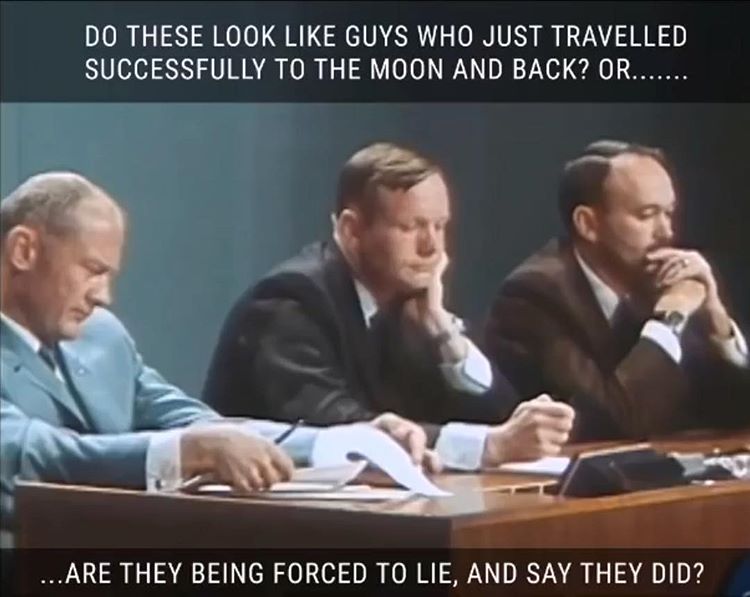 DO THESE LOOK LIKE GUYS WHO JUST TRAVELLED
SUCCESSFULLY TO THE MOON AND BACK? OR.......
...ARE THEY BEING FORCED TO LIE, AND SAY THEY DID?